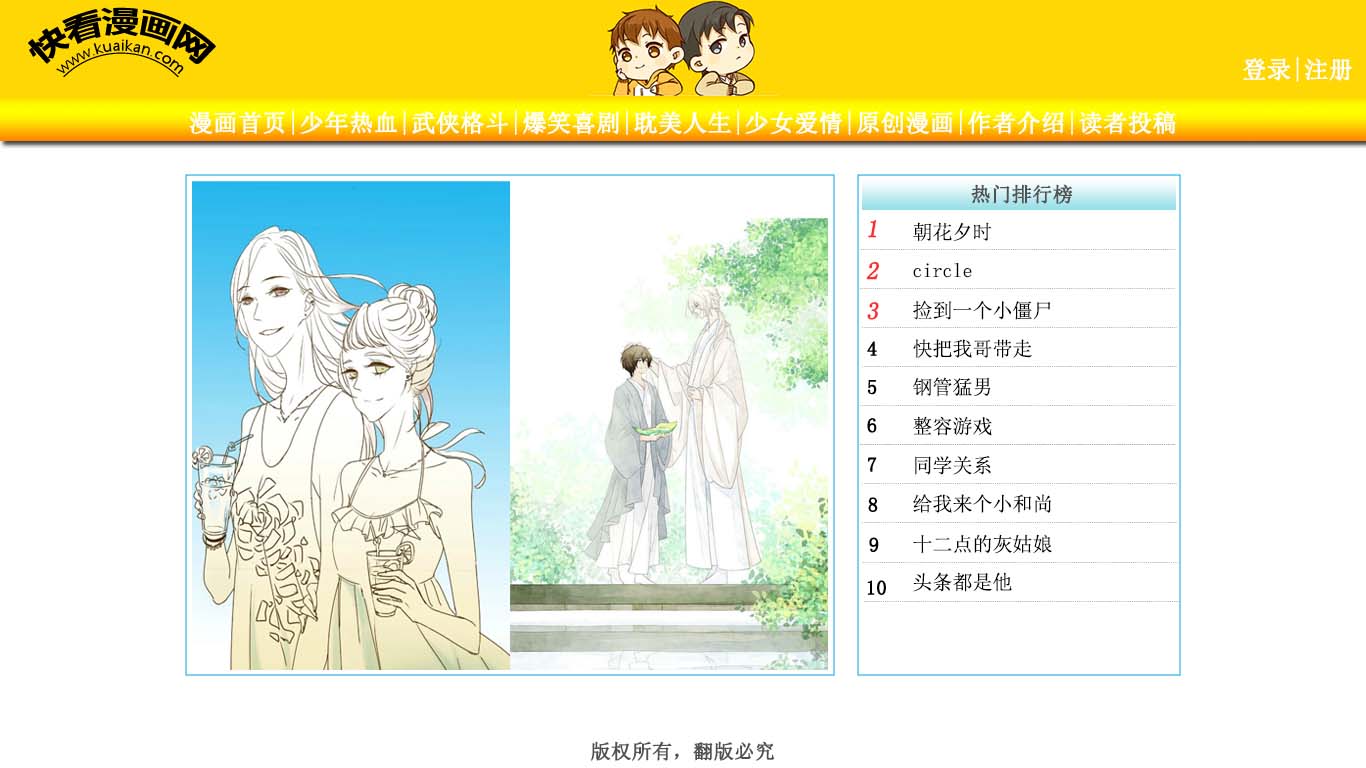 快看漫画网
www.kuaikan.com
登录|注册
漫画首页|少年热血|武侠格斗|爆笑喜剧|耽美人生|少女爱情|原创漫画|作者介绍|读者投稿
热门排行榜
1 朝花夕时
2 circle
3 捡到一个小僵尸
4 快把我哥带走
5 钢管猛男
6 整容游戏
7 同学关系
8 给我来个小和尚
9 十二点的灰姑娘
10 头条都是他
版权所有，翻版必究